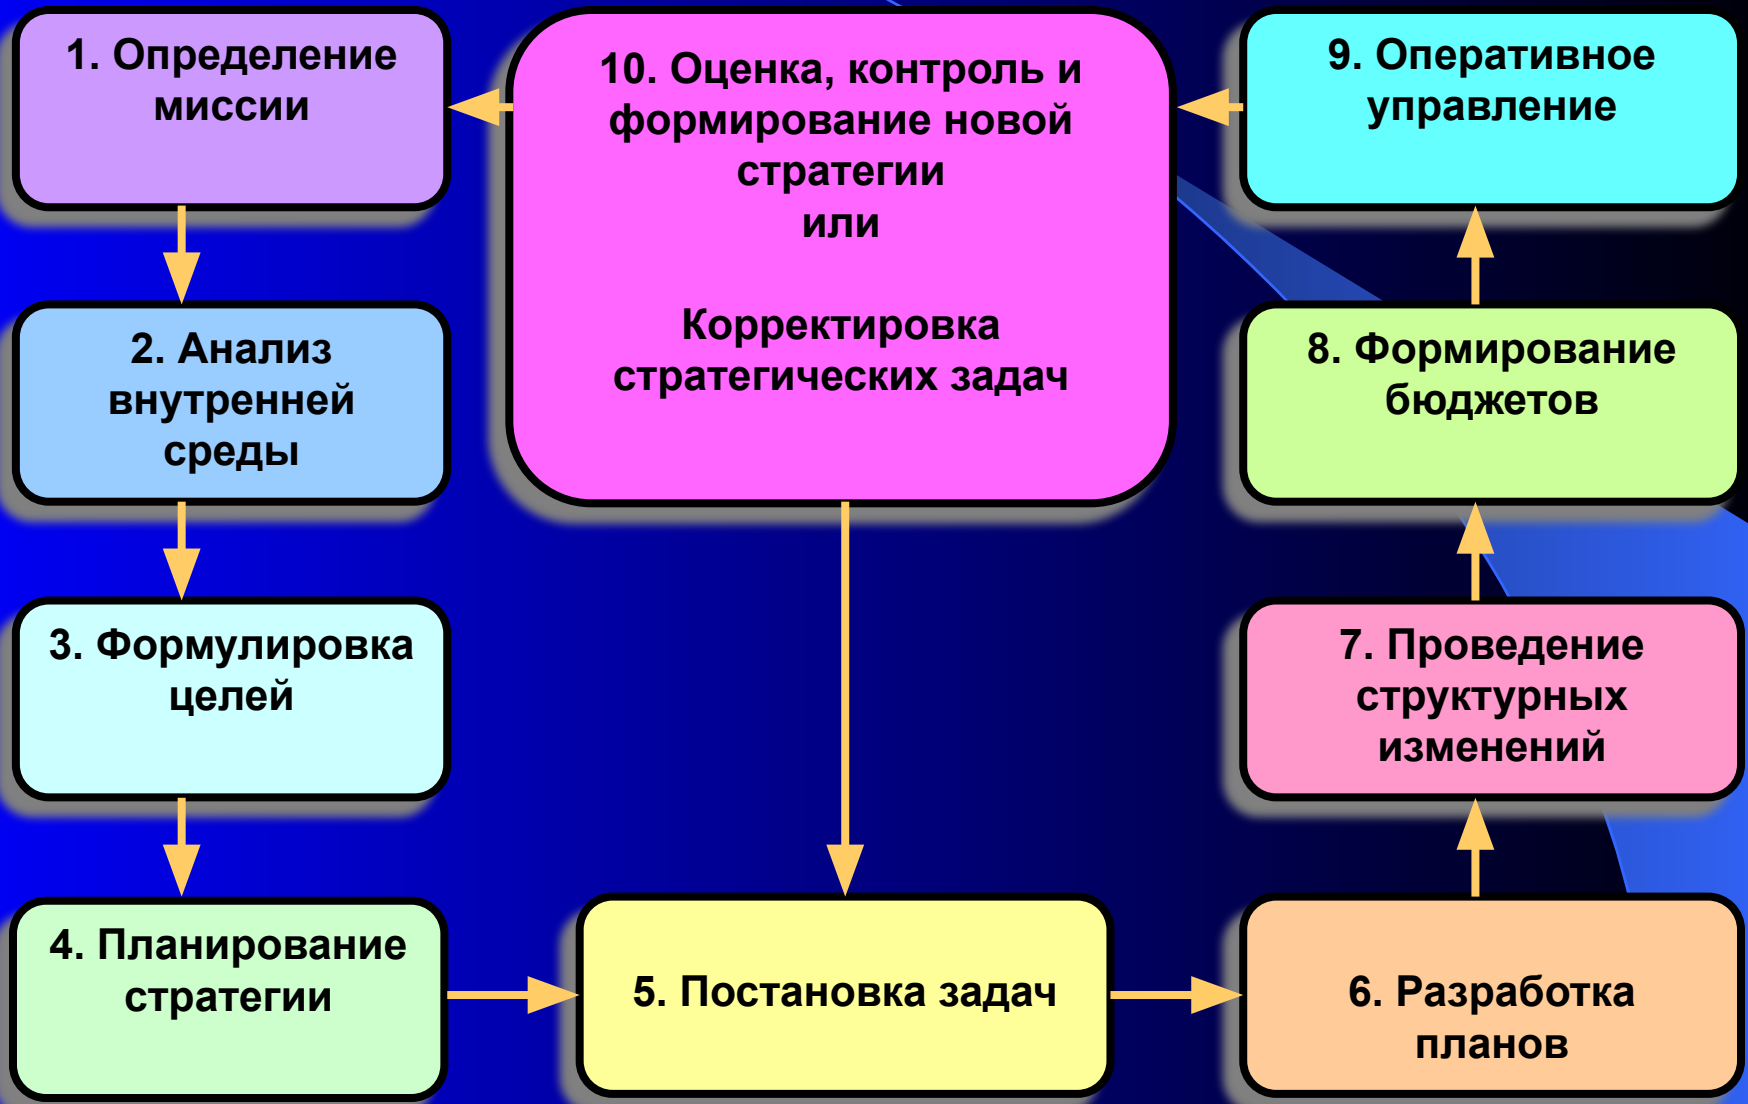 1. Определение
миссии
2. Анализ
внутренней
среды
3. Формулировка
целей
4. Планирование
стратегии
5. Постановка задач
6. Разработка
планов
7. Проведение
структурных
изменений
8. Формирование
бюджетов
9. Оперативное
управление
10. Оценка, контроль и
формирование новой
стратегии
или
Корректировка
стратегических задач